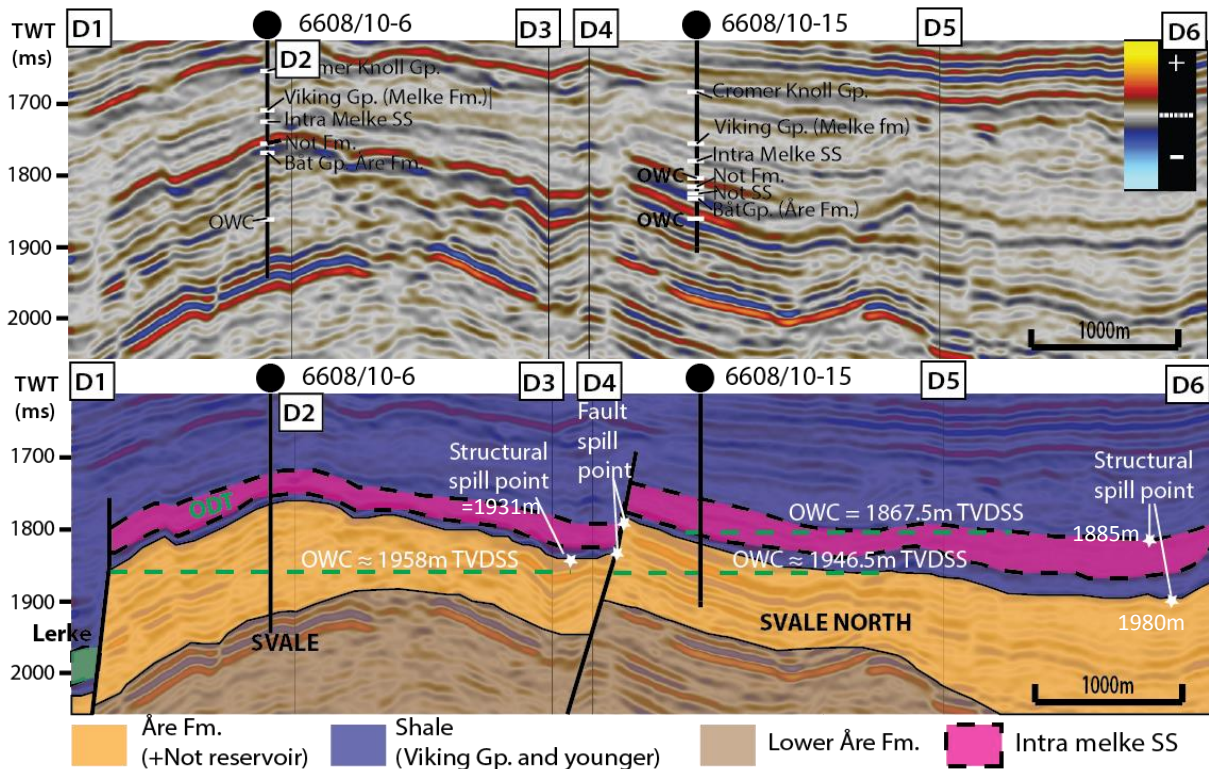 TWT
(ms)
D1
6608/10-6
D2
D3
D4
6608/10-15
D5
D6
omer Knoll Gp.
Viking Gp. (Melke Fm.)|
Intra Melke SS
Not Fm.
Båt Gp Åre Fm.
OWC
Cromer Knoll Gp.
Viking Gp. (Melke fm)
Intra Melke SS
OWC
Not Fm.
Not SS
BåtGp. (Åre Fm.)
OWC
+
-
1700
1800
1900
2000
1000m
TWT
(ms)
D1
6608/10-6
D2
D3
D4
6608/10-15
D5
D6
1700
1800
1900
2000
Structural
spill point
=1931m
Fault
spill
point
Structural
spill point
1885m
1980m
ODT
OWC = 1867.5m TVDSS
OWC ≈ 1958m TVDSS
OWC ≈ 1946.5m TVDSS
Lerke
SVALE
SVALE NORTH
1000m
Åre Fm.
(+Not reservoir)
Shale
(Viking Gp. and younger)
Lower Åre Fm.
Intra melke SS